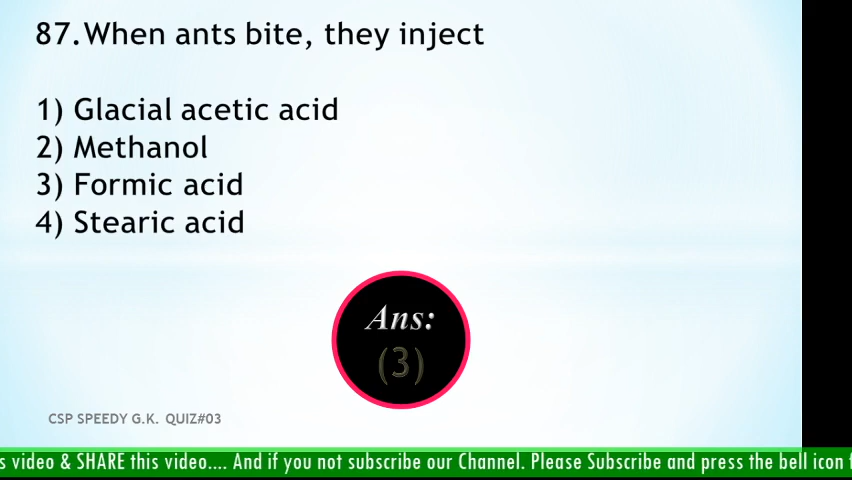 87.When ants bite, they inject
1) Glacial acetic acid
2) Methanol
3) Formic acid
4) Stearic acid
Ans:
(3)
CSP SPEEDY G.K. QUIZ#03
s video & SHARE this video.... And if you not subscribe our Channel. Please Subscribe and press the bell icon